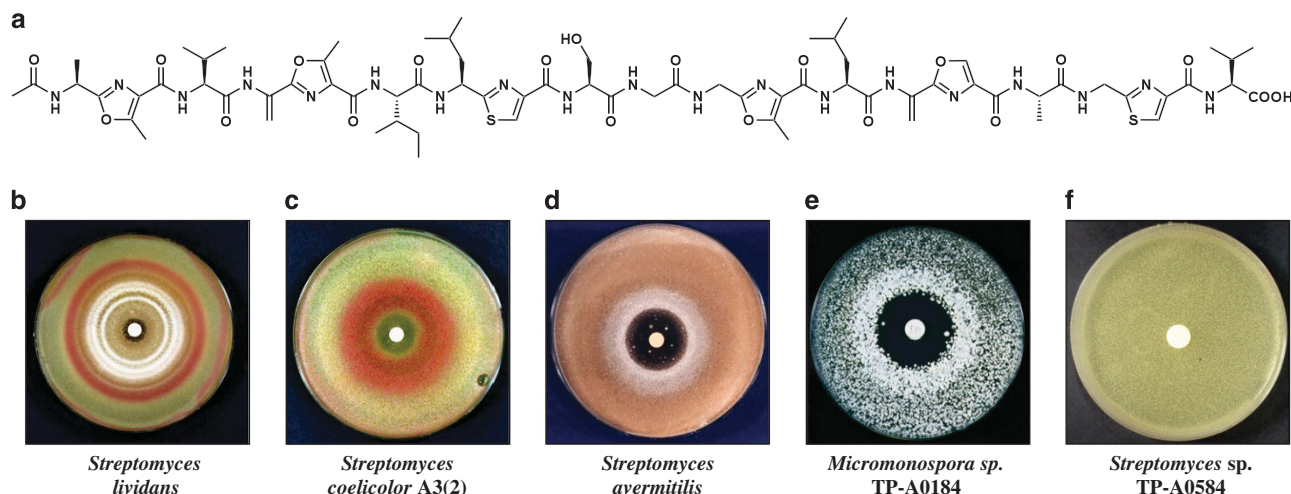 a
O N H O N O N H O H N O O N O N H O H N O N S O N H HO O H N O N H O N O N H O H N O O N O N H O N H N S O N H COOH
b c d e f
Streptomyces Streptomyces Streptomyces Micromonospora sp. Streptomyces sp.
lividans coelicolor A3(2) avermitilis TP-A0184 TP-A0584